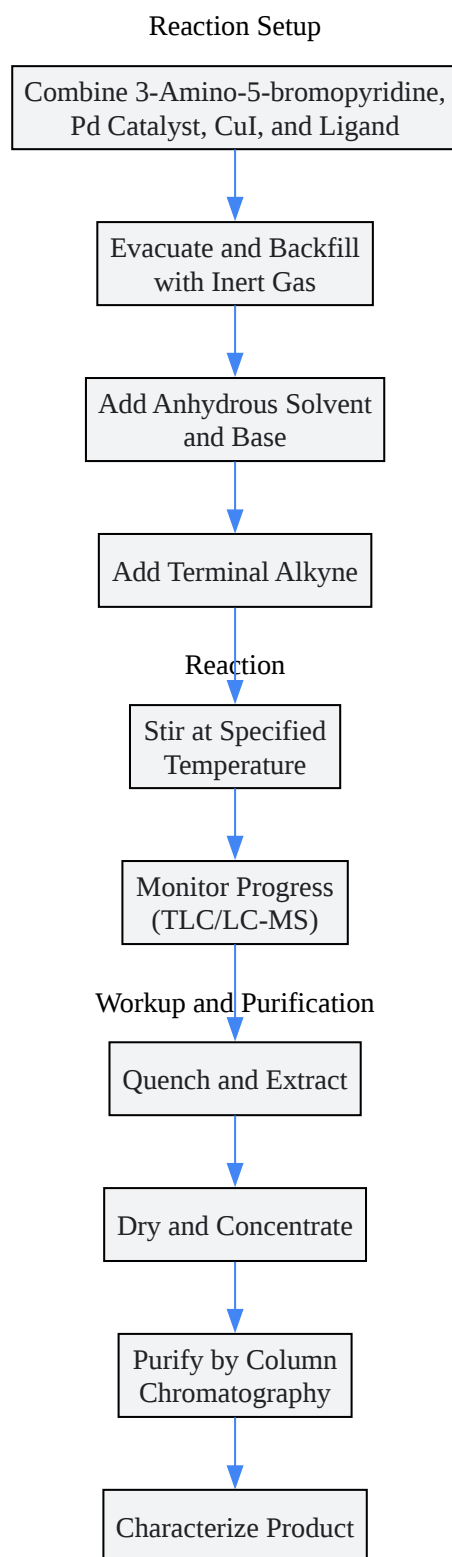 Reaction Setup
Combine 3-Amino-5-bromopyridine,
Pd Catalyst, CuI, and Ligand
Evacuate and Backfill
with Inert Gas
Add Anhydrous Solvent
and Base
Add Terminal Alkyne
Reaction
Stir at Specified
Temperature
Monitor Progress
(TLC/LC-MS)
Workup and Purification
Quench and Extract
Dry and Concentrate
Purify by Column
Chromatography
Characterize Product